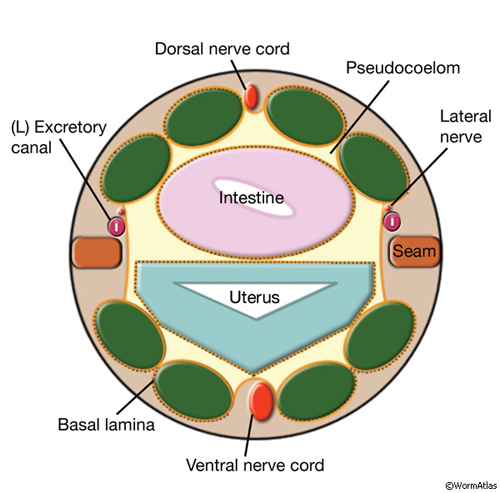 Dorsal nerve cord
Pseudocoelom
(L) Excretory
canal
Lateral
nerve
Intestine
Seam
Uterus
Basal lamina
Ventral nerve cord
©WormAtlas